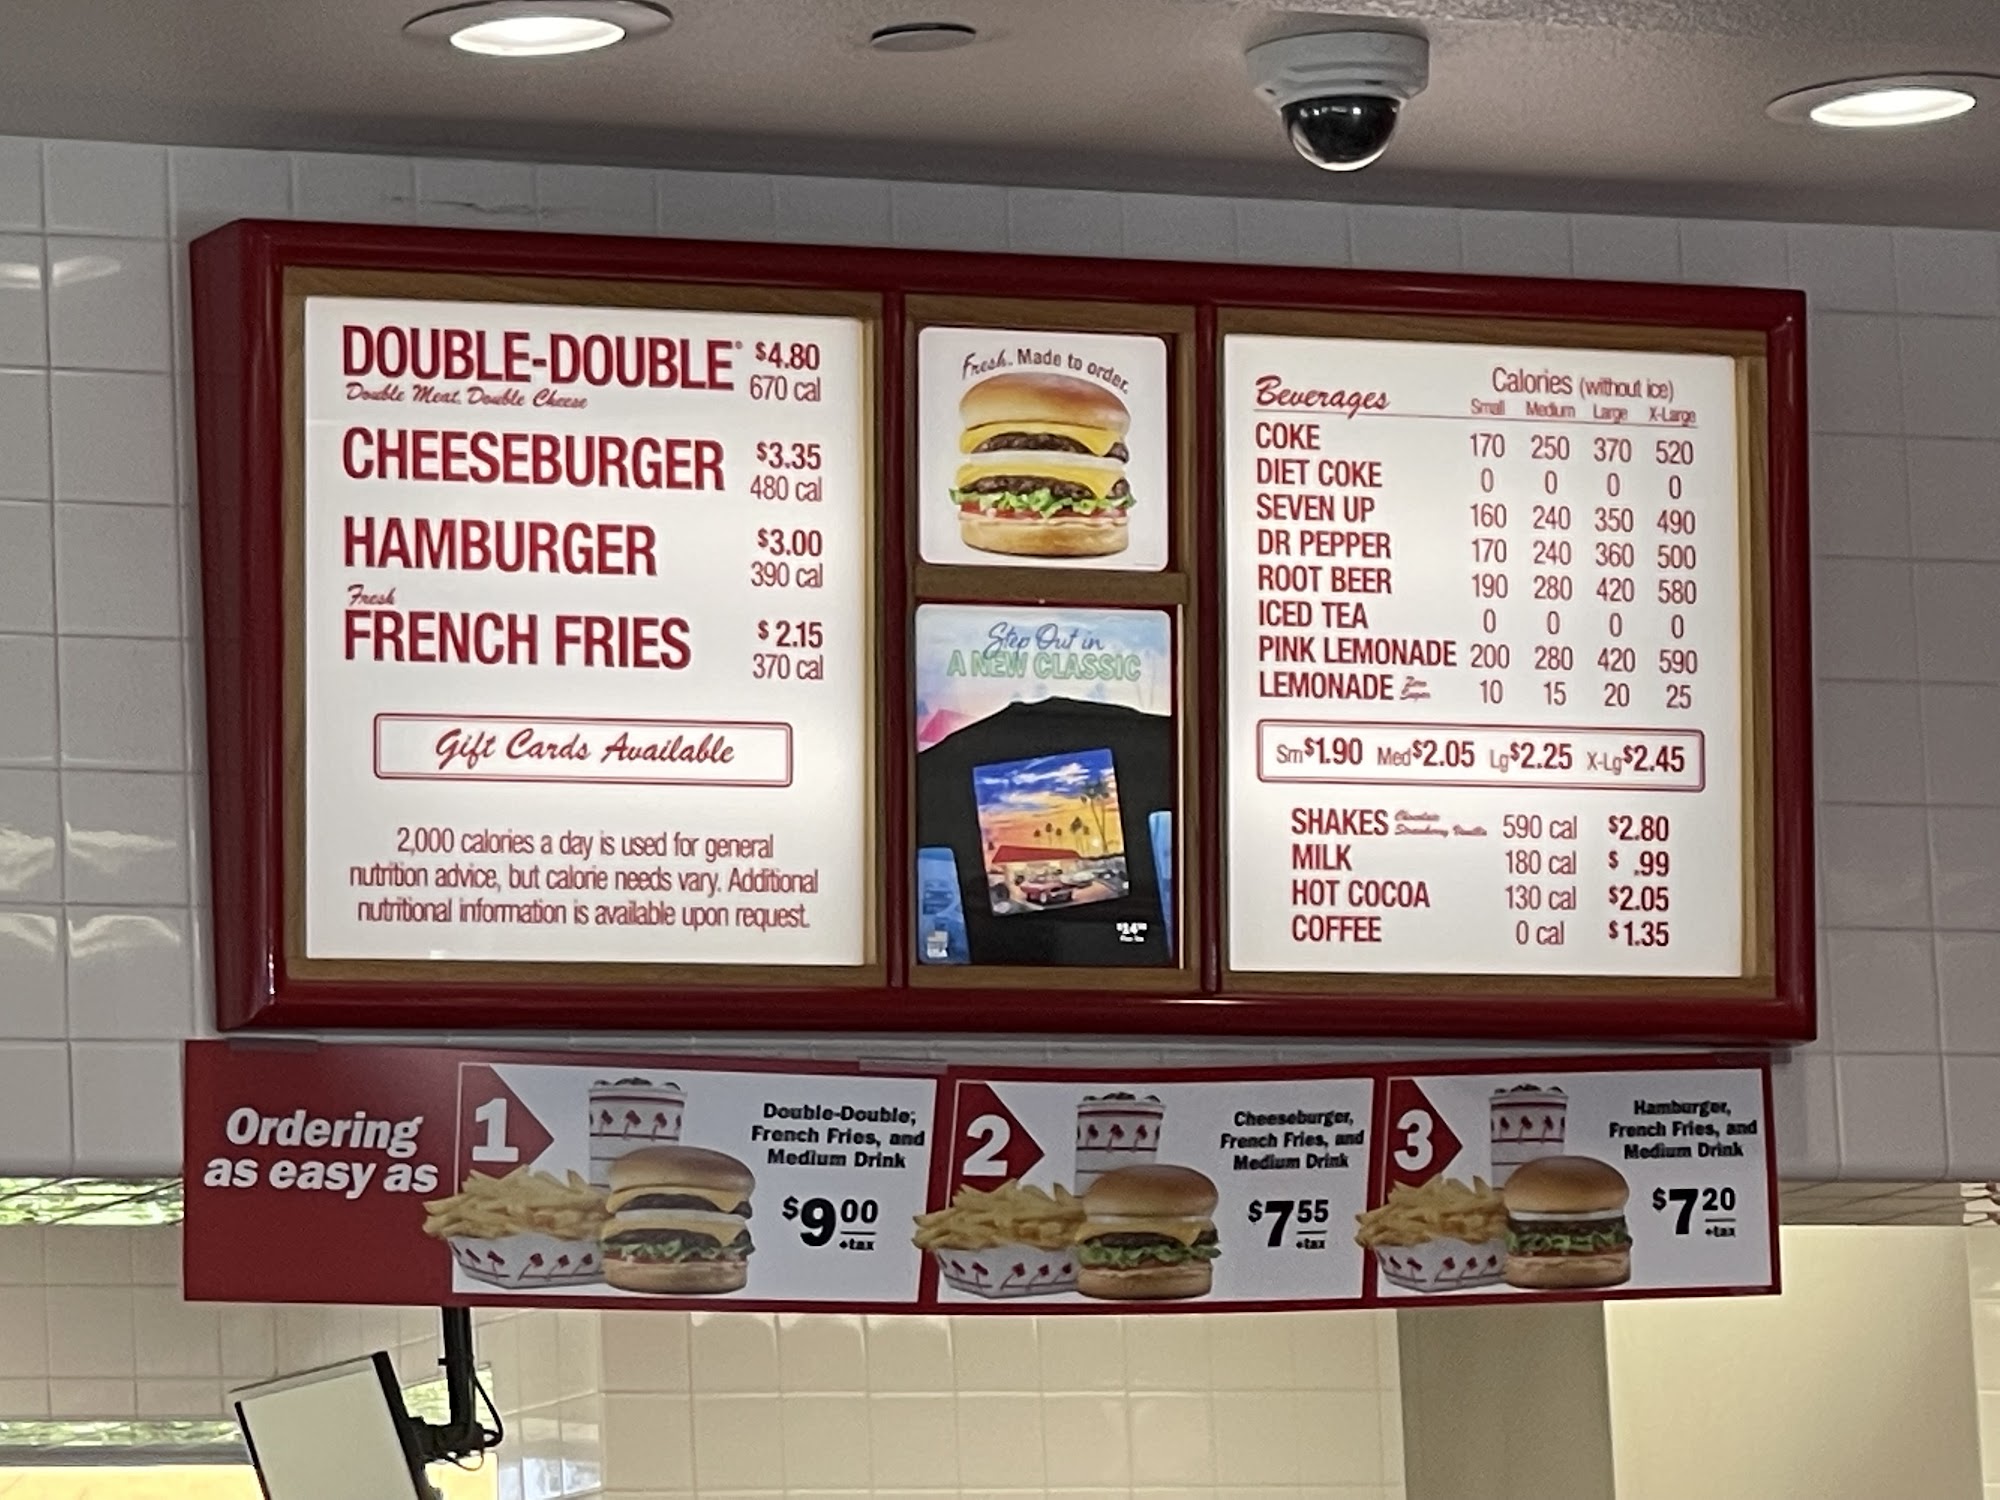 DOUBLE-DOUBLE® $4.80
Double Meat. Double Cheese 670 cal
CHEESEBURGER $3.35
480 cal
HAMBURGER $3.00
390 cal
Fresh
FRENCH FRIES $2.15
370 cal
Gift Cards Available
2,000 calories a day is used for general
nutrition advice, but calorie needs vary. Additional
nutritional information is available upon request.
Fresh. Made to order.
Step Out in
A NEW CLASSIC
Beverages Calories (without ice)
Small Medium Large X-Large
COKE 170 250 370 520
DIET COKE 0 0 0 0
SEVEN UP 160 240 350 490
DR PEPPER 170 240 360 500
ROOT BEER 190 280 420 580
ICED TEA 0 0 0 0
PINK LEMONADE 200 280 420 590
LEMONADE Zero Sugar 10 15 20 25
Sm $1.90 Med $2.05 Lg $2.25 X-Lg $2.45
SHAKES Chocolate Strawberry Vanilla 590 cal $2.80
MILK 180 cal $ .99
HOT COCOA 130 cal $2.05
COFFEE 0 cal $1.35
Ordering
as easy as
1
Double-Double,
French Fries, and
Medium Drink
$9.00
+tax
2
Cheeseburger,
French Fries, and
Medium Drink
$7.55
+tax
3
Hamburger,
French Fries, and
Medium Drink
$7.20
+tax